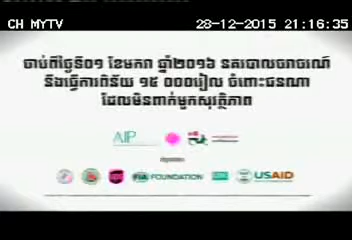 CH MYTV 28-12-2015 21:16:35
ចាប់ពីថ្ងៃទី០១ ខែមករា ឆ្នាំ២០១៦ នគរបាលចរាចរណ៍
នឹងធ្វើការពិន័យ ១៥ ០០០រៀល ចំពោះជនណា
ដែលមិនពាក់មួកសុវត្ថិភាព
AIP
FIA FOUNDATION USAID